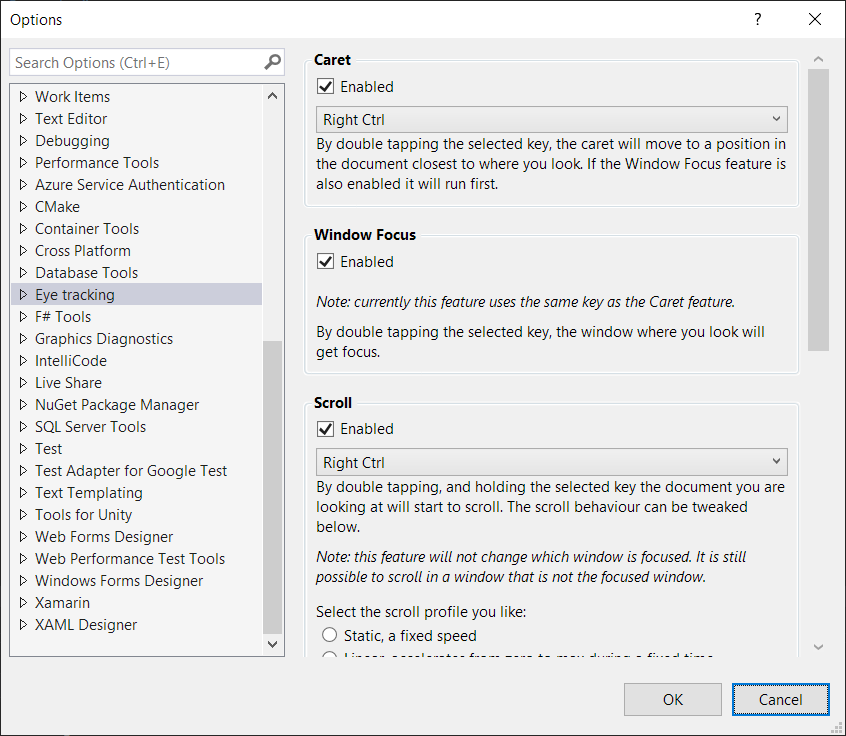 Options
?
Search Options (Ctrl+E)
Work Items
Text Editor
Debugging
Performance Tools
Azure Service Authentication
CMake
Container Tools
Cross Platform
Database Tools
Eye tracking
F# Tools
Graphics Diagnostics
IntelliCode
Live Share
NuGet Package Manager
SQL Server Tools
Test
Test Adapter for Google Test
Text Templating
Tools for Unity
Web Forms Designer
Web Performance Test Tools
Windows Forms Designer
Xamarin
XAML Designer
Caret
Enabled
Right Ctrl
By double tapping the selected key, the caret will move to a position in
the document closest to where you look. If the Window Focus feature is
also enabled it will run first.
Window Focus
Enabled
Note: currently this feature uses the same key as the Caret feature.
By double tapping the selected key, the window where you look will
get focus.
Scroll
Enabled
Right Ctrl
By double tapping, and holding the selected key the document you are
looking at will start to scroll. The scroll behaviour can be tweaked
below.
Note: this feature will not change which window is focused. It is still
possible to scroll in a window that is not the focused window.
Select the scroll profile you like:
Static, a fixed speed
Linear, accelerates from zero to max during a fixed time
OK
Cancel